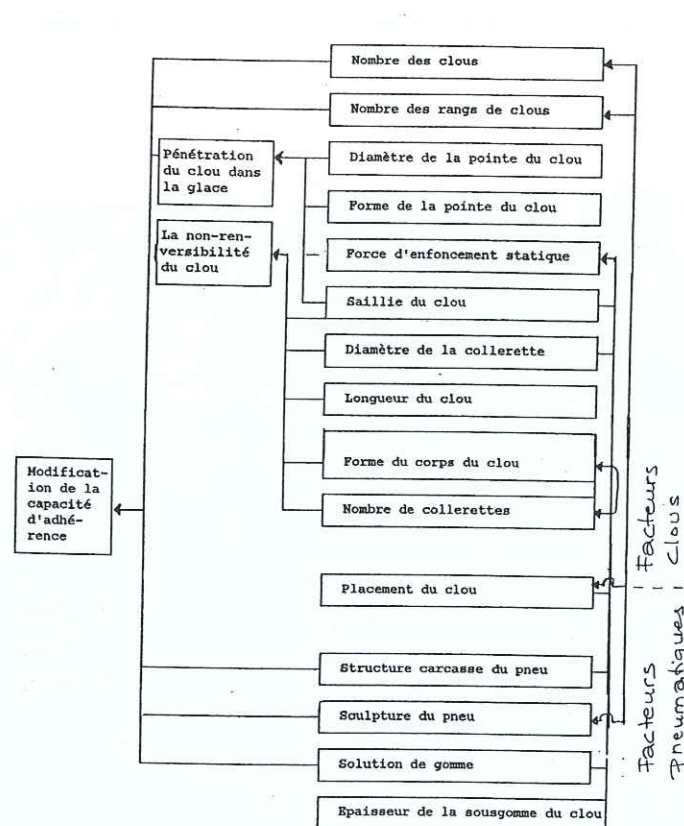 Nombre des clous
Nombre des rangs de clous
Pénétration
du clou dans
la glace
Diamètre de la pointe du clou
Forme de la pointe du clou
La non-ren-
versibilité
du clou
Force d'enfoncement statique
Saillie du clou
Diamètre de la collerette
Longueur du clou
Forme du corps du clou
Nombre de collerettes
Modificat-
ion de la
capacité
d'adhé-
rence
Placement du clou
Structure carcasse du pneu
Sculpture du pneu
Solution de gomme
Epaisseur de la sousgomme du clou
Facteurs
Clous
Facteurs
Pneumatiques